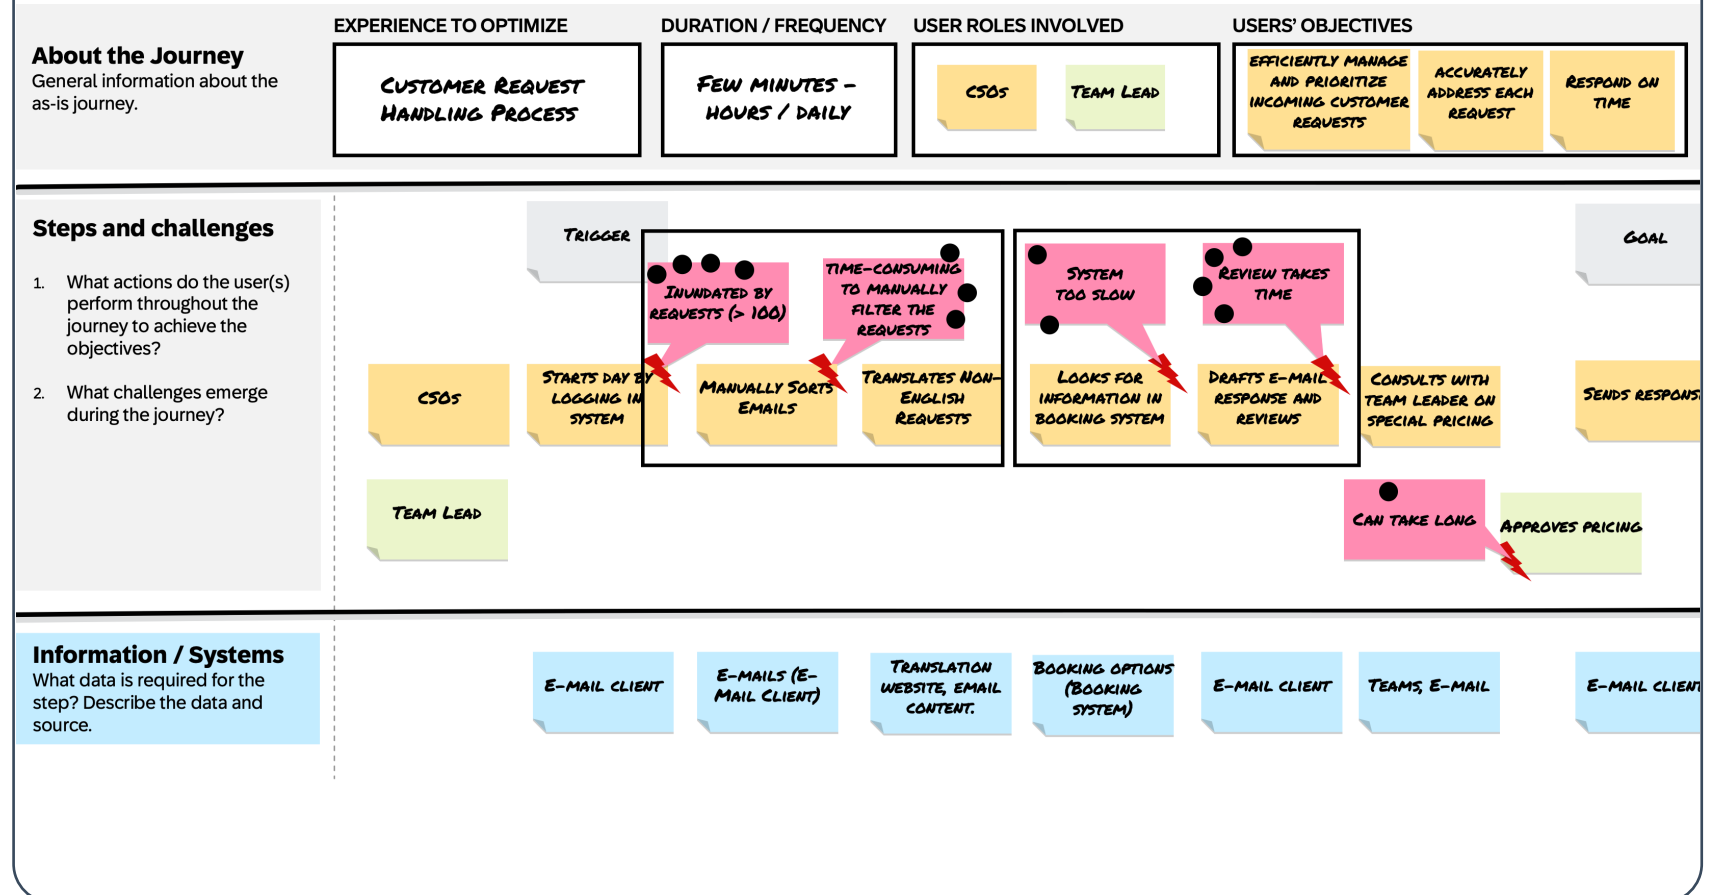 EXPERIENCE TO OPTIMIZE
DURATION / FREQUENCY
USER ROLES INVOLVED
USERS' OBJECTIVES
About the Journey
General information about the
as-is journey.
CUSTOMER REQUEST
HANDLING PROCESS
FEW MINUTES –
HOURS / DAILY
CSOs
TEAM LEAD
EFFICIENTLY MANAGE
AND PRIORITIZE
INCOMING CUSTOMER
REQUESTS
ACCURATELY
ADDRESS EACH
REQUEST
RESPOND ON
TIME
Steps and challenges
1. What actions do the user(s)
perform throughout the
journey to achieve the
objectives?
2. What challenges emerge
during the journey?
TRIGGER
GOAL
INUNDATED BY
REQUESTS (> 100)
TIME-CONSUMING
TO MANUALLY
FILTER THE
REQUESTS
SYSTEM
TOO SLOW
REVIEW TAKES
TIME
CSOs
STARTS DAY BY
LOGGING IN
SYSTEM
MANUALLY SORTS
EMAILS
TRANSLATES NON-
ENGLISH
REQUESTS
LOOKS FOR
INFORMATION IN
BOOKING SYSTEM
DRAFTS E-MAIL
RESPONSE AND
REVIEWS
CONSULTS WITH
TEAM LEADER ON
SPECIAL PRICING
SENDS RESPONS
TEAM LEAD
CAN TAKE LONG
APPROVES PRICING
Information / Systems
What data is required for the
step? Describe the data and
source.
E-MAIL CLIENT
E-MAILS (E-
MAIL CLIENT)
TRANSLATION
WEBSITE, EMAIL
CONTENT.
BOOKING OPTIONS
(BOOKING
SYSTEM)
E-MAIL CLIENT
TEAMS, E-MAIL
E-MAIL CLIENT